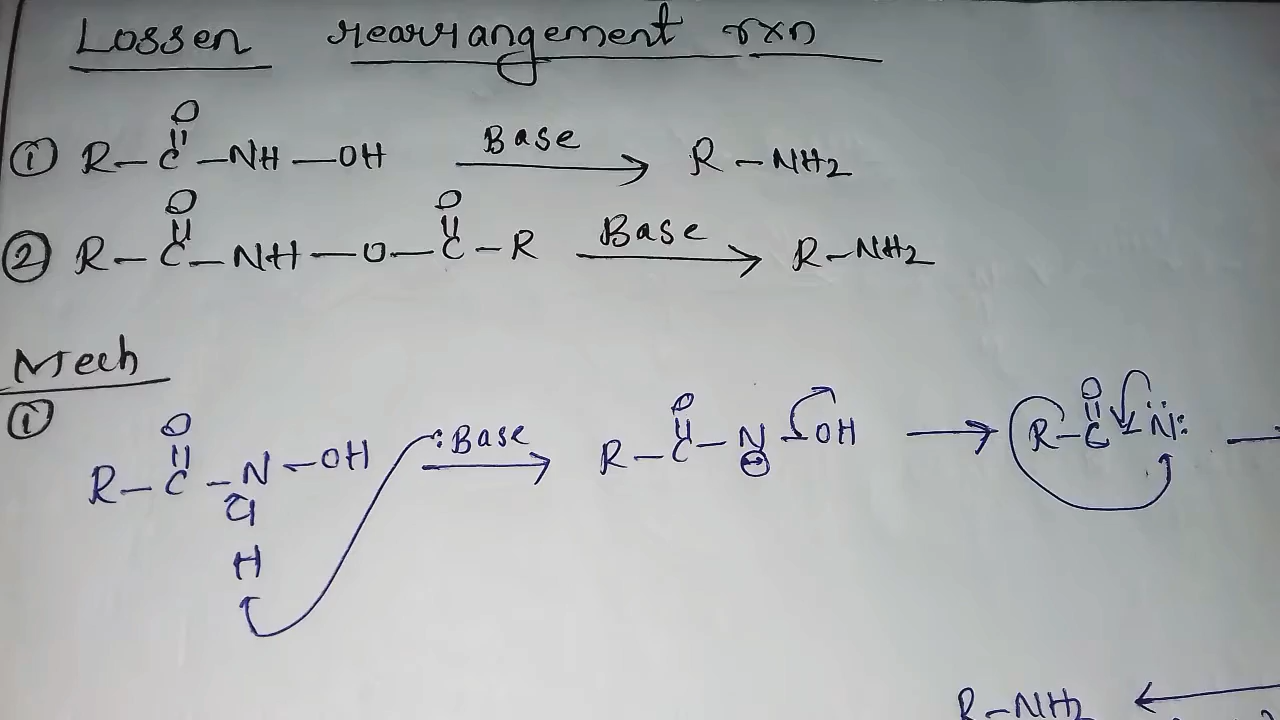 Lossen rearrangement rxn
O
① R–C–NH–OH Base → R–NH2
O O
② R–C–NH–O–C–R Base → R–NH2
Mech
①
O O O
R–C–N–OH :Base → R–C–N–OH → R–C–N̈: →
⊖
H
R–NH2 ←